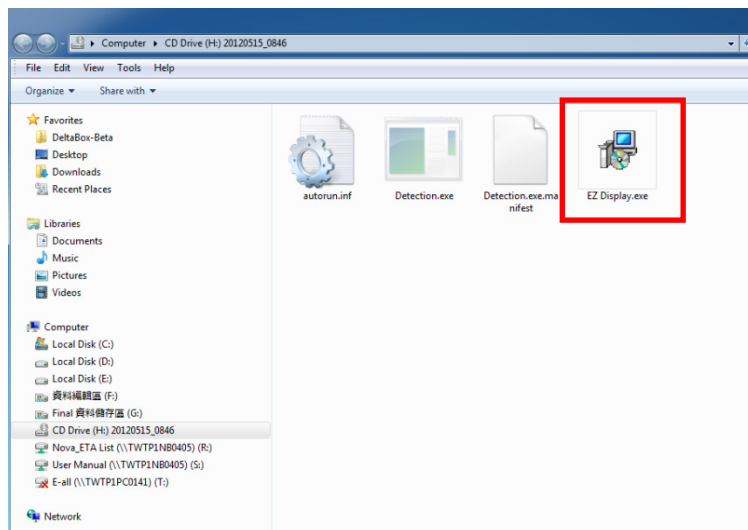 Computer ▸ CD Drive (H:) 20120515_0846
File Edit View Tools Help
Organize ▾ Share with ▾
Favorites
DeltaBox-Beta
Desktop
Downloads
Recent Places
Libraries
Documents
Music
Pictures
Videos
Computer
Local Disk (C:)
Local Disk (D:)
Local Disk (E:)
資料編輯區 (F:)
Final 資料儲存區 (G:)
CD Drive (H:) 20120515_0846
Nova_ETA List (\\TWTP1NB0405) (R:)
User Manual (\\TWTP1NB0405) (S:)
E-all (\\TWTP1PC0141) (T:)
Network
autorun.inf
Detection.exe
Detection.exe.ma
nifest
EZ Display.exe